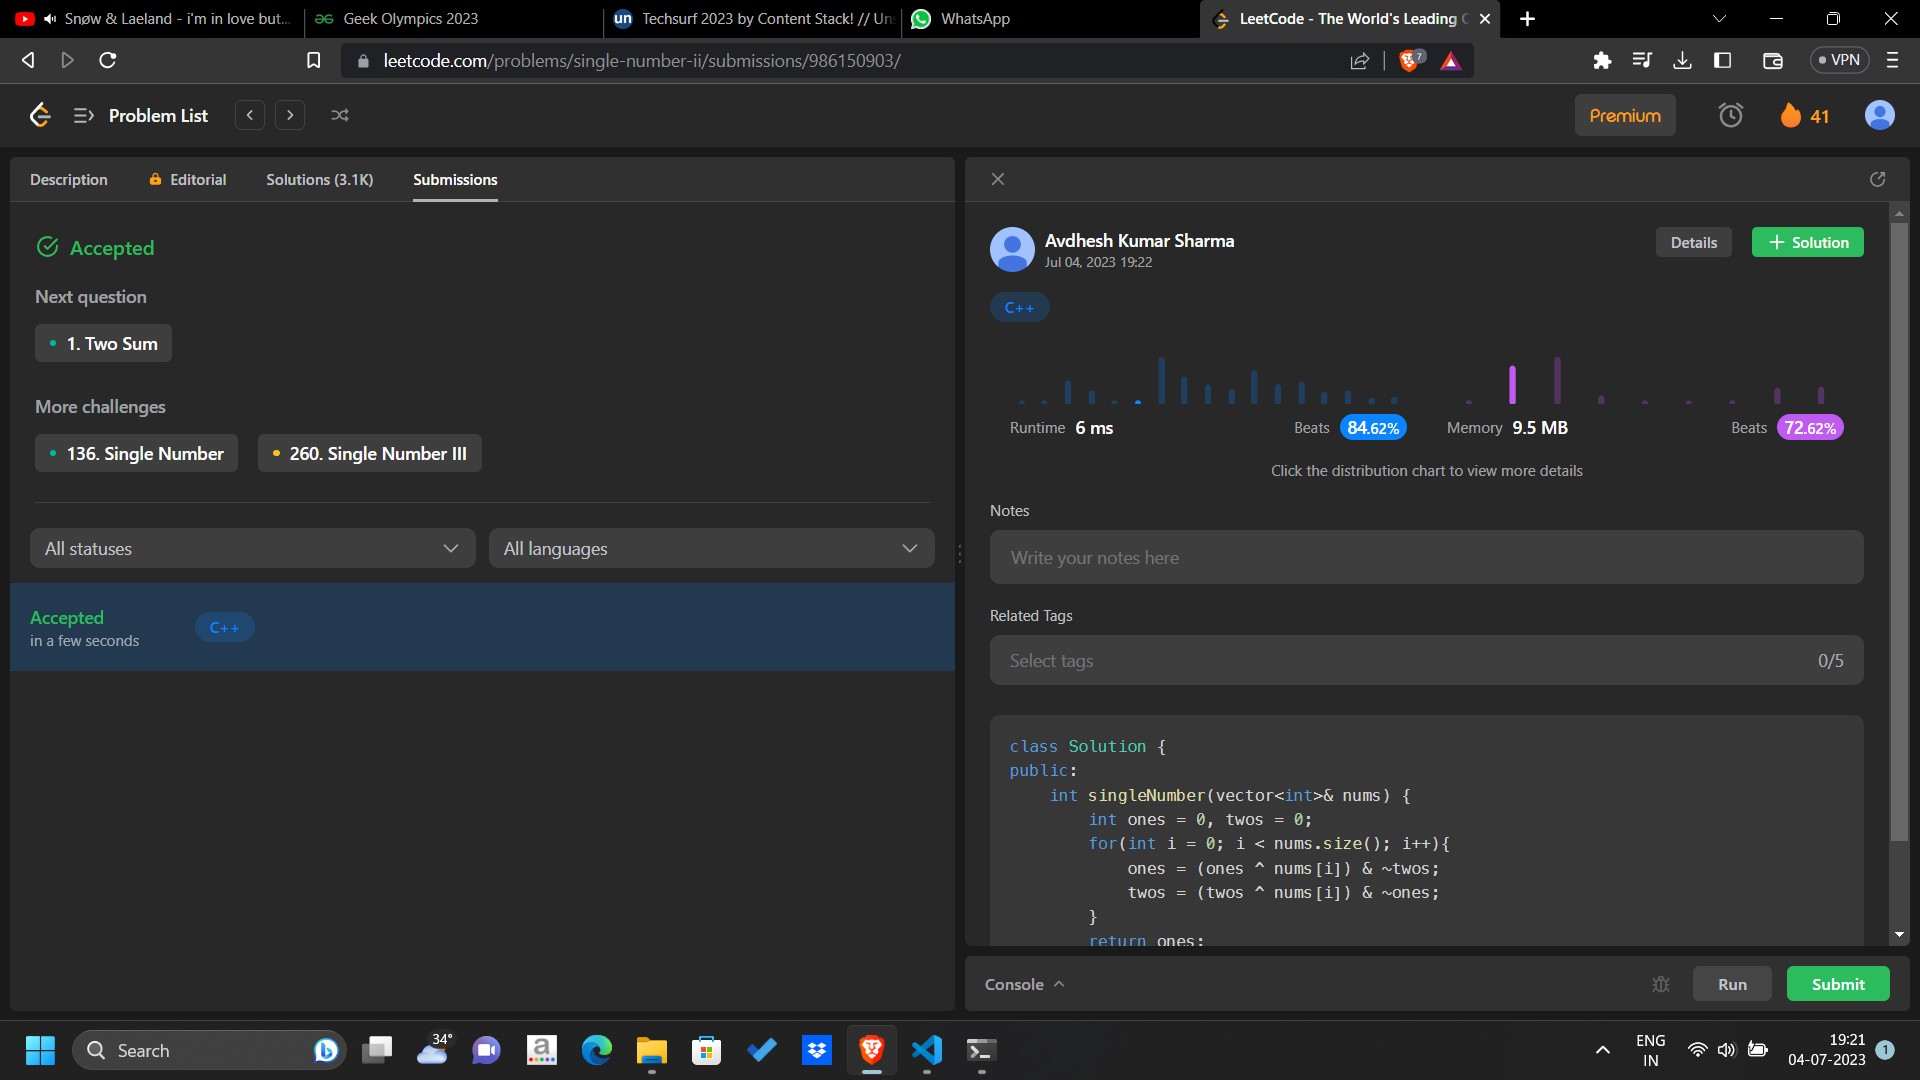 Snøw & Laeland - i'm in love but...
Geek Olympics 2023
un Techsurf 2023 by Content Stack! // Un
WhatsApp
LeetCode - The World's Leading
leetcode.com/problems/single-number-ii/submissions/986150903/
7
VPN
Problem List
Premium
41
Description
Editorial
Solutions (3.1K)
Submissions
Accepted
Next question
1. Two Sum
More challenges
136. Single Number
260. Single Number III
All statuses
All languages
Accepted
in a few seconds
C++
Avdhesh Kumar Sharma
Jul 04, 2023 19:22
Details
Solution
C++
Runtime 6 ms
Beats 84.62%
Memory 9.5 MB
Beats 72.62%
Click the distribution chart to view more details
Notes
Write your notes here
Related Tags
Select tags
0/5
class Solution {
public:
    int singleNumber(vector<int>& nums) {
        int ones = 0, twos = 0;
        for(int i = 0; i < nums.size(); i++){
            ones = (ones ^ nums[i]) & ~twos;
            twos = (twos ^ nums[i]) & ~ones;
        }
        return ones;
Console
Run
Submit
Search
34°
a
ENG
IN
19:21
04-07-2023
1